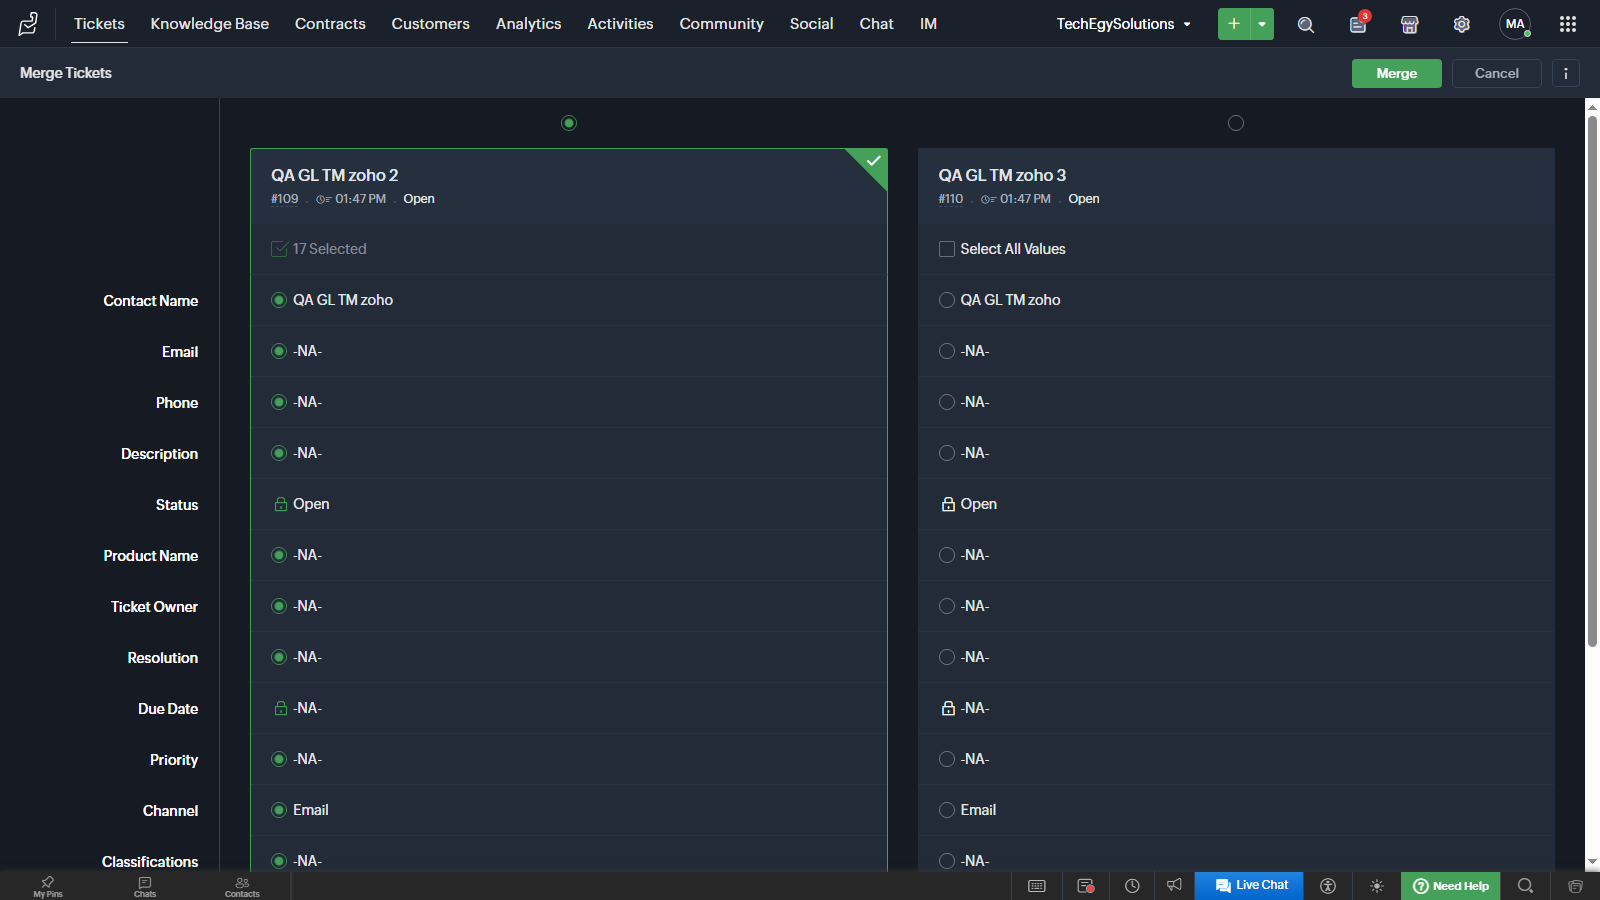 Tickets Knowledge Base Contracts Customers Analytics Activities Community Social Chat IM TechEgySolutions 3 MA
Merge Tickets Merge Cancel
QA GL TM zoho 2 QA GL TM zoho 3
#109 . 01:47 PM . Open #110 . 01:47 PM . Open
17 Selected Select All Values
Contact Name QA GL TM zoho QA GL TM zoho
Email -NA- -NA-
Phone -NA- -NA-
Description -NA- -NA-
Status Open Open
Product Name -NA- -NA-
Ticket Owner -NA- -NA-
Resolution -NA- -NA-
Due Date -NA- -NA-
Priority -NA- -NA-
Channel Email Email
Classifications -NA- -NA-
My Pins Chats Contacts Live Chat Need Help